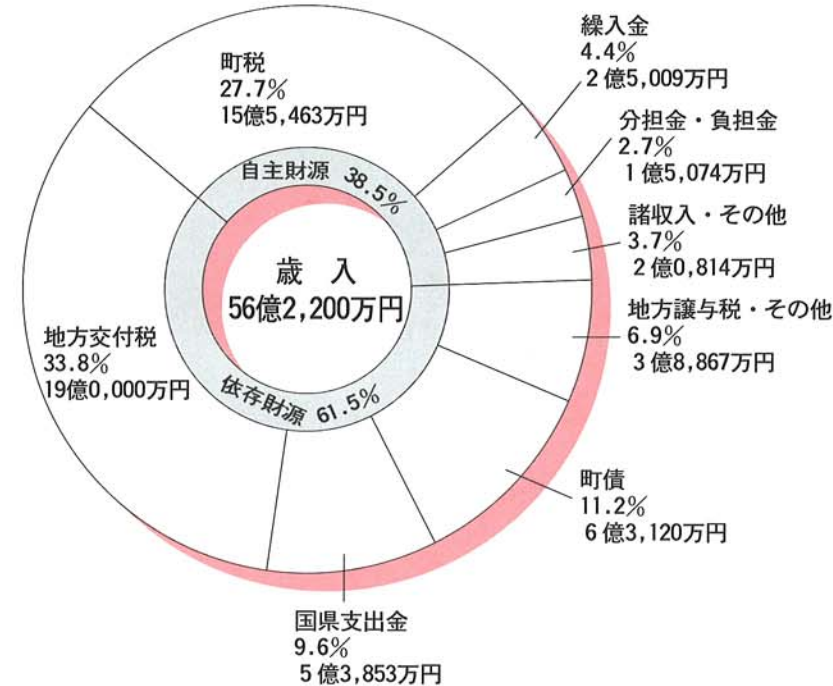 町税
27.7%
15億5,463万円
繰入金
4.4%
2億5,009万円
分担金・負担金
2.7%
1億5,074万円
諸収入・その他
3.7%
2億0,814万円
地方譲与税・その他
6.9%
3億8,867万円
町債
11.2%
6億3,120万円
国県支出金
9.6%
5億3,853万円
地方交付税
33.8%
19億0,000万円
自主財源 38.5%
歳 入
56億2,200万円
依存財源 61.5%